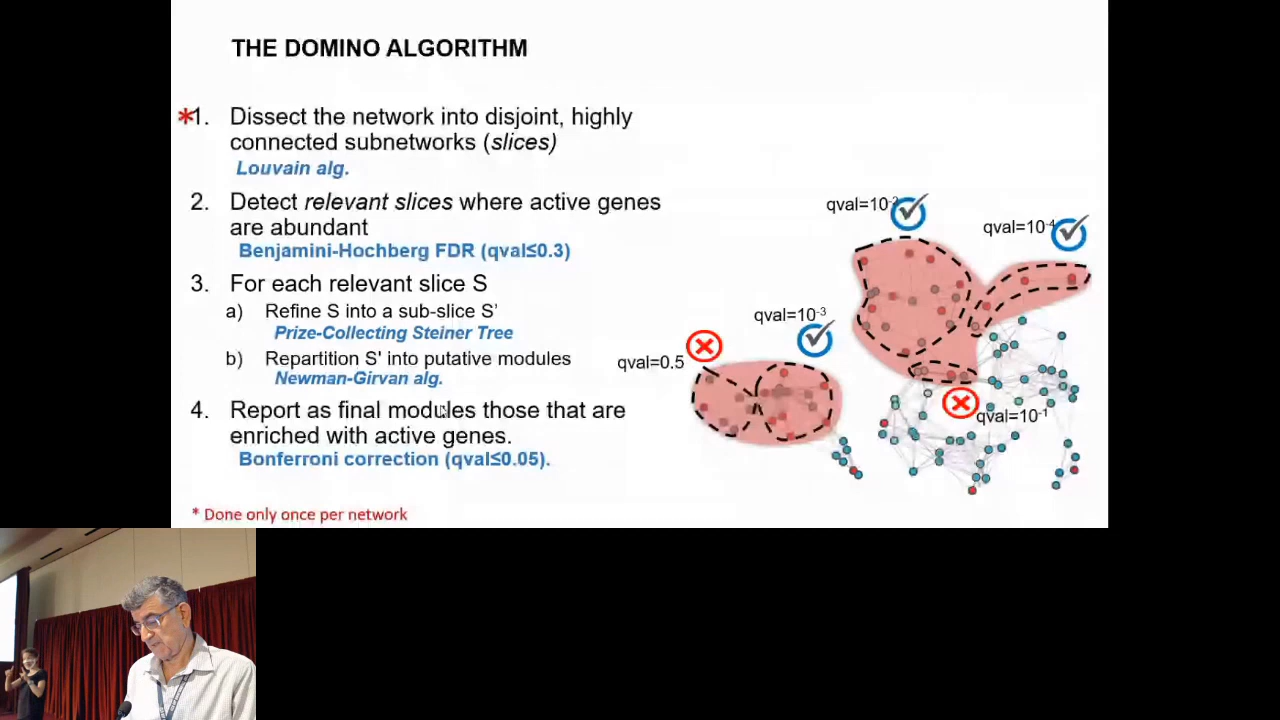 THE DOMINO ALGORITHM
*1. Dissect the network into disjoint, highly
connected subnetworks (slices)
Louvain alg.
2. Detect relevant slices where active genes
are abundant
Benjamini-Hochberg FDR (qval≤0.3)
3. For each relevant slice S
a) Refine S into a sub-slice S’
Prize-Collecting Steiner Tree
b) Repartition S' into putative modules
Newman-Girvan alg.
4. Report as final modules those that are
enriched with active genes.
Bonferroni correction (qval≤0.05).
* Done only once per network
qval=10-2
qval=10-4
qval=10-3
qval=0.5
qval=10-1